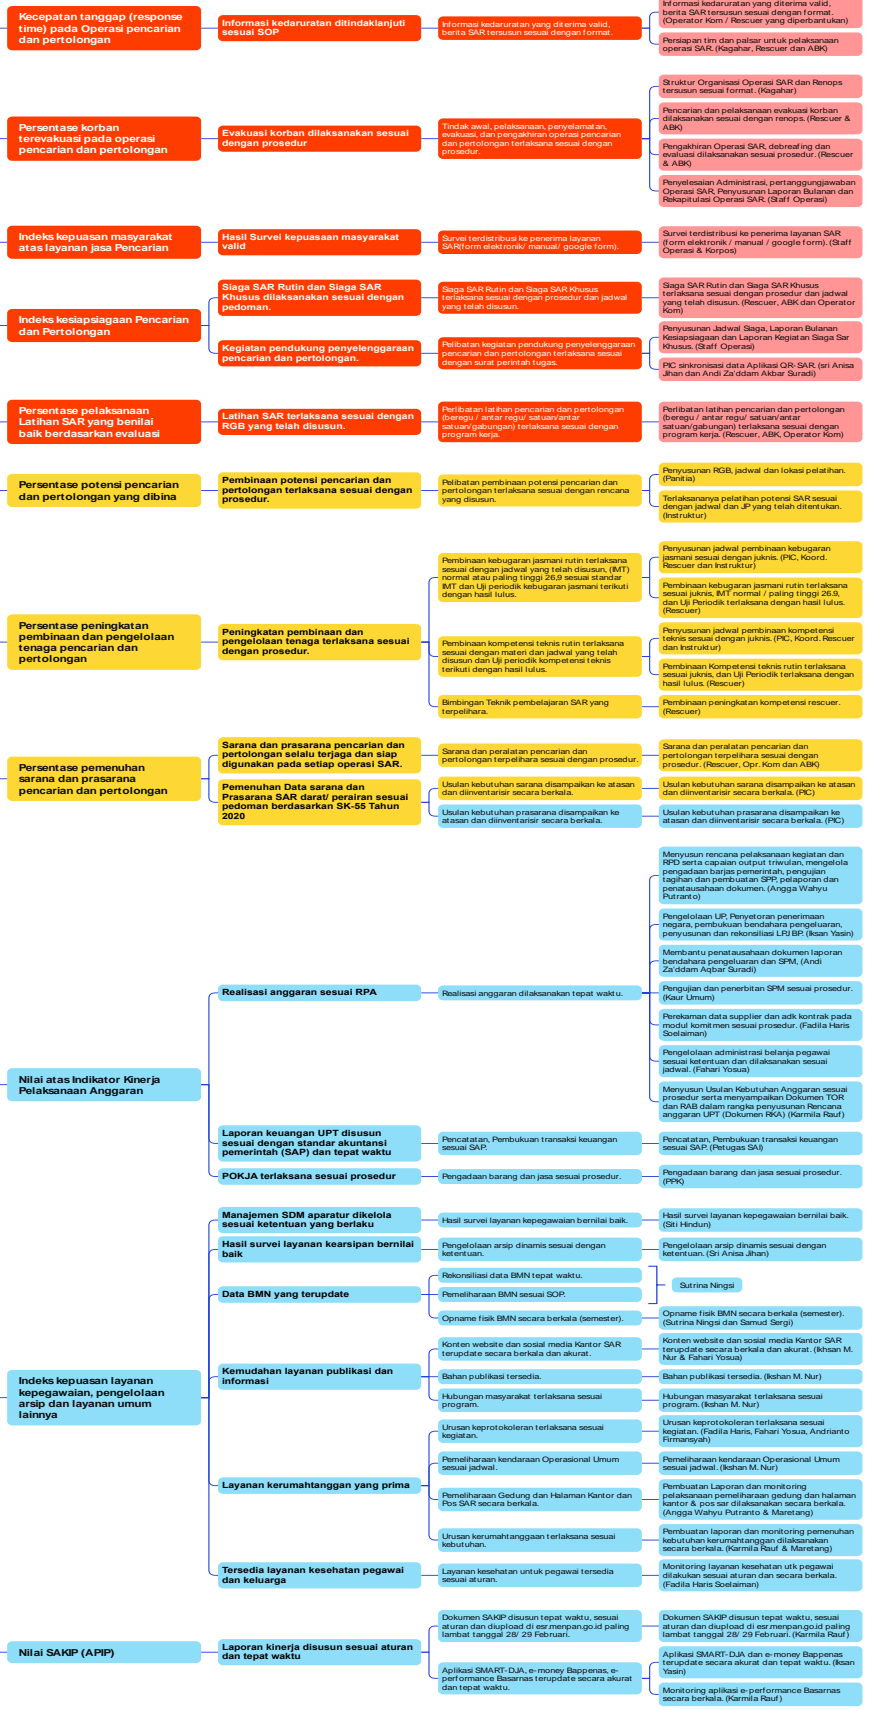 Kecepatan tanggap (response
time) pada Operasi pencarian
dan pertolongan
Informasi kedaruratan ditindaklanjuti
sesuai SOP
Informasi kedaruratan yang diterima valid,
berita SAR tersusun sesuai dengan format.
Informasi kedaruratan yang diterima valid,
berita SAR tersusun sesuai dengan format.
(Operator Kom / Rescuer yang diperbantukan)
Persiapan tim dan palsar untuk pelaksanaan
operasi SAR. (Kagahar, Rescuer dan ABK)
Persentase korban
terevakuasi pada operasi
pencarian dan pertolongan
Evakuasi korban dilaksanakan sesuai
dengan prosedur
Tindak awal, pelaksanaan, penyelamatan,
evakuasi, dan pengakhiran operasi pencarian
dan pertolongan terlaksana sesuai dengan
prosedur.
Struktur Organisasi Operasi SAR dan Renops
tersusun sesuai format. (Kagahar)
Pencarian dan pelaksanaan evakuasi korban
dilaksanakan sesuai dengan renops. (Rescuer &
ABK)
Pengakhiran Operasi SAR, debreafing dan
evaluasi dilaksanakan sesuai prosedur. (Rescuer
& ABK)
Penyelesaian Administrasi, pertanggungjawaban
Operasi SAR, Penyusunan Laporan Bulanan dan
Rekapitulasi Operasi SAR. (Staff Operasi)
Indeks kepuasan masyarakat
atas layanan jasa Pencarian
Hasil Survei kepuasaan masyarakat
valid
Survei terdistribusi ke penerima layanan
SAR(form elektronik/ manual/ google form).
Survei terdistribusi ke penerima layanan SAR
(form elektronik / manual / google form). (Staff
Operasi & Korpos)
Indeks kesiapsiagaan Pencarian
dan Pertolongan
Siaga SAR Rutin dan Siaga SAR
Khusus dilaksanakan sesuai dengan
pedoman.
Siaga SAR Rutin dan Siaga SAR Khusus
terlaksana sesuai dengan prosedur dan jadwal
yang telah disusun.
Siaga SAR Rutin dan Siaga SAR Khusus
terlaksana sesuai dengan prosedur dan jadwal
yang telah disusun. (Rescuer, ABK dan Operator
Kom)
Kegiatan pendukung penyelenggaraan
pencarian dan pertolongan.
Pelibatan kegiatan pendukung penyelenggaraan
pencarian dan pertolongan terlaksana sesuai
dengan surat perintah tugas.
Penyusunan Jadwal Siaga, Laporan Bulanan
Kesiapsiagaan dan Laporan Kegiatan Siaga Sar
Khusus. (Staff Operasi)
PIC sinkronisasi data Aplikasi QR-SAR. (sri Anisa
Jihan dan Andi Za'ddam Akbar Suradi)
Persentase pelaksanaan
Latihan SAR yang benilai
baik berdasarkan evaluasi
Latihan SAR terlaksana sesuai dengan
RGB yang telah disusun.
Perlibatan latihan pencarian dan pertolongan
(beregu / antar regu/ satuan/antar
satuan/gabungan) terlaksana sesuai dengan
program kerja.
Perlibatan latihan pencarian dan pertolongan
(beregu / antar regu/ satuan/antar
satuan/gabungan) terlaksana sesuai dengan
program kerja. (Rescuer, ABK, Operator Kom)
Persentase potensi pencarian
dan pertolongan yang dibina
Pembinaan potensi pencarian dan
pertolongan terlaksana sesuai dengan
prosedur.
Pelibatan pembinaan potensi pencarian dan
pertolongan terlaksana sesuai dengan rencana
yang disusun.
Penyusunan RGB, jadwal dan lokasi pelatihan.
(Panitia)
Terlaksananya pelatihan potensi SAR sesuai
dengan jadwal dan JP yang telah ditentukan.
(Instruktur)
Persentase peningkatan
pembinaan dan pengelolaan
tenaga pencarian dan
pertolongan
Peningkatan pembinaan dan
pengelolaan tenaga terlaksana sesuai
dengan prosedur.
Pembinaan kebugaran jasmani rutin terlaksana
sesuai dengan jadwal yang telah disusun, (IMT)
normal atau paling tinggi 26,9 sesuai standar
IMT dan Uji periodik kebugaran jasmani terikuti
dengan hasil lulus.
Penyusunan jadwal pembinaan kebugaran
jasmani sesuai dengan juknis. (PIC, Koord.
Rescuer dan Instruktur)
Pembinaan kebugaran jasmani rutin terlaksana
sesuai juknis, IMT normal / paling tinggi 26.9,
dan Uji Periodik terlaksana dengan hasil lulus.
(Rescuer)
Pembinaan kompetensi teknis rutin terlaksana
sesuai dengan materi dan jadwal yang telah
disusun dan Uji periodik kompetensi teknis
terikuti dengan hasil lulus.
Penyusunan jadwal pembinaan kompetensi
teknis sesuai dengan juknis. (PIC, Koord. Rescuer
dan Instruktur)
Pembinaan Kompetensi teknis rutin terlaksana
sesuai juknis, dan Uji Periodik terlaksana dengan
hasil lulus. (Rescuer)
Bimbingan Teknik pembelajaran SAR yang
terpelihara.
Pembinaan peningkatan kompetensi rescuer.
(Rescuer)
Persentase pemenuhan
sarana dan prasarana
pencarian dan pertolongan
Sarana dan prasarana pencarian dan
pertolongan selalu terjaga dan siap
digunakan pada setiap operasi SAR.
Sarana dan peralatan pencarian dan
pertolongan terpelihara sesuai dengan prosedur.
Sarana dan peralatan pencarian dan
pertolongan terpelihara sesuai dengan
prosedur. (Rescuer, Opr. Kom dan ABK)
Pemenuhan Data sarana dan
Prasarana SAR darat/ perairan sesuai
pedoman berdasarkan SK-55 Tahun
2020
Usulan kebutuhan sarana disampaikan ke atasan
dan diinventarisir secara berkala.
Usulan kebutuhan sarana disampaikan ke atasan
dan diinventarisir secara berkala. (PIC)
Usulan kebutuhan prasarana disampaikan ke
atasan dan diinventarisir secara berkala.
Usulan kebutuhan prasarana disampaikan ke
atasan dan diinventarisir secara berkala. (PIC)
Nilai atas Indikator Kinerja
Pelaksanaan Anggaran
Realisasi anggaran sesuai RPA
Realisasi anggaran dilaksanakan tepat waktu.
Menyusun rencana pelaksanaan kegiatan dan
RPD serta capaian output triwulan, mengelola
pengadaan barjas pemerintah, pengujian
tagihan dan pembuatan SPP, pelaporan dan
penatausahaan dokumen. (Angga Wahyu
Putranto)
Pengelolaan UP, Penyetoran penerimaan
negara, pembukuan bendahara pengeluaran,
penyusunan dan rekonsiliasi LPJ BP. (Iksan Yasin)
Membantu penatausahaan dokumen laporan
bendahara pengeluaran dan SPM, (Andi
Za'ddam Aqbar Suradi)
Pengujian dan penerbitan SPM sesuai prosedur.
(Kaur Umum)
Perekaman data supplier dan adk kontrak pada
modul komitmen sesuai prosedur. (Fadila Haris
Soelaiman)
Pengelolaan administrasi belanja pegawai
sesuai ketentuan dan dilaksanakan sesuai
jadwal. (Fahari Yosua)
Menyusun Usulan Kebutuhan Anggaran sesuai
prosedur serta menyampaikan Dokumen TOR
dan RAB dalam rangka penyusunan Rencana
anggaran UPT (Dokumen RKA) (Karmila Rauf)
Laporan keuangan UPT disusun
sesuai dengan standar akuntansi
pemerintah (SAP) dan tepat waktu
Pencatatan, Pembukuan transaksi keuangan
sesuai SAP.
Pencatatan, Pembukuan transaksi keuangan
sesuai SAP. (Petugas SAI)
POKJA terlaksana sesuai prosedur
Pengadaan barang dan jasa sesuai prosedur.
Pengadaan barang dan jasa sesuai prosedur.
(PPK)
Indeks kepuasan layanan
kepegawaian, pengelolaan
arsip dan layanan umum
lainnya
Manajemen SDM aparatur dikelola
sesuai ketentuan yang berlaku
Hasil survei layanan kepegawaian bernilai baik.
Hasil survei layanan kepegawaian bernilai baik.
(Siti Hindun)
Hasil survei layanan kearsipan bernilai
baik
Pengelolaan arsip dinamis sesuai dengan
ketentuan.
Pengelolaan arsip dinamis sesuai dengan
ketentuan. (Sri Anisa Jihan)
Data BMN yang terupdate
Rekonsiliasi data BMN tepat waktu.
Pemeliharaan BMN sesuai SOP.
Sutrina Ningsi
Opname fisik BMN secara berkala (semester).
Opname fisik BMN secara berkala (semester).
(Sutrina Ningsi dan Samud Sergi)
Kemudahan layanan publikasi dan
informasi
Konten website dan sosial media Kantor SAR
terupdate secara berkala dan akurat.
Konten website dan sosial media Kantor SAR
terupdate secara berkala dan akurat. (Ikhsan M.
Nur & Fahari Yosua)
Bahan publikasi tersedia.
Bahan publikasi tersedia. (Ikshan M. Nur)
Hubungan masyarakat terlaksana sesuai
program.
Hubungan masyarakat terlaksana sesuai
program. (Ikshan M. Nur)
Layanan kerumahtanggan yang prima
Urusan keprotokoleran terlaksana sesuai
kegiatan.
Urusan keprotokoleran terlaksana sesuai
kegiatan. (Fadila Haris, Fahari Yosua, Andrianto
Firmansyah)
Pemeliharaan kendaraan Operasional Umum
sesuai jadwal.
Pemeliharaan kendaraan Operasional Umum
sesuai jadwal. (Ikshan M. Nur)
Pemeliharaan Gedung dan Halaman Kantor dan
Pos SAR secara berkala.
Pembuatan Laporan dan monitoring
pelaksanaan pemeliharaan gedung dan halaman
kantor & pos sar dilaksanakan secara berkala.
(Angga Wahyu Putranto & Maretang)
Urusan kerumahtanggaan terlaksana sesuai
kebutuhan.
Pembuatan laporan dan monitoring pemenuhan
kebutuhan kerumahtanggan dilaksanakan
secara berkala. (Karmila Rauf & Maretang)
Tersedia layanan kesehatan pegawai
dan keluarga
Layanan kesehatan untuk pegawai tersedia
sesuai aturan.
Monitoring layanan kesehatan utk pegawai
dilakukan sesuai aturan dan secara berkala.
(Fadila Haris Soelaiman)
Nilai SAKIP (APIP)
Laporan kinerja disusun sesuai aturan
dan tepat waktu
Dokumen SAKIP disusun tepat waktu, sesuai
aturan dan diupload di esr.menpan.go.id paling
lambat tanggal 28/ 29 Februari.
Dokumen SAKIP disusun tepat waktu, sesuai
aturan dan diupload di esr.menpan.go.id paling
lambat tanggal 28/ 29 Februari. (Karmila Rauf)
Aplikasi SMART-DJA, e-money Bappenas, e-
performance Basarnas terupdate secara akurat
dan tepat waktu.
Aplikasi SMART-DJA dan e-money Bappenas
terupdate secara akurat dan tepat waktu. (Iksan
Yasin)
Monitoring aplikasi e-performance Basarnas
secara berkala. (Karmila Rauf)